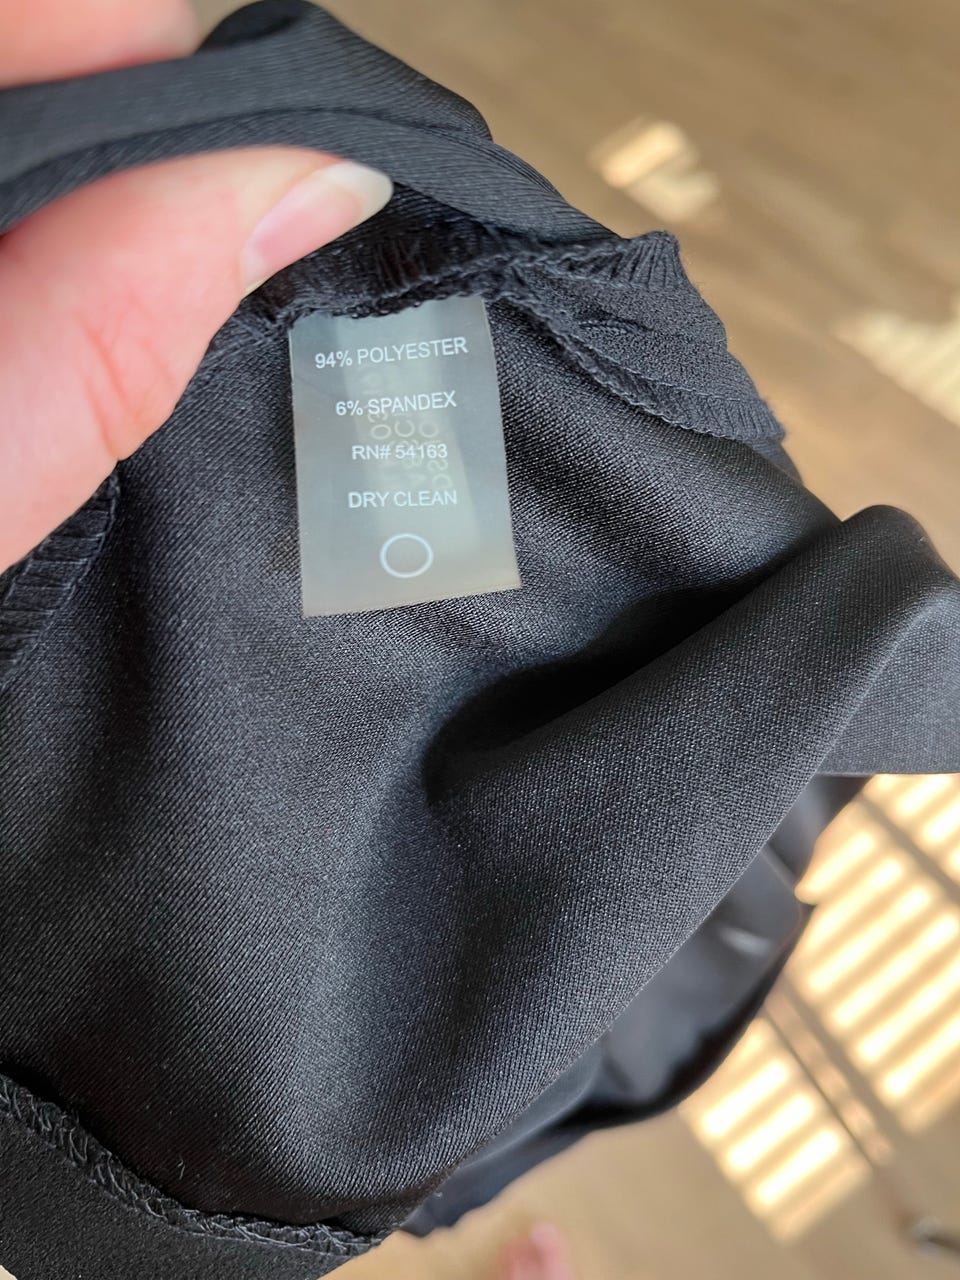 94% POLYESTER
6% SPANDEX
RN# 54163
DRY CLEAN